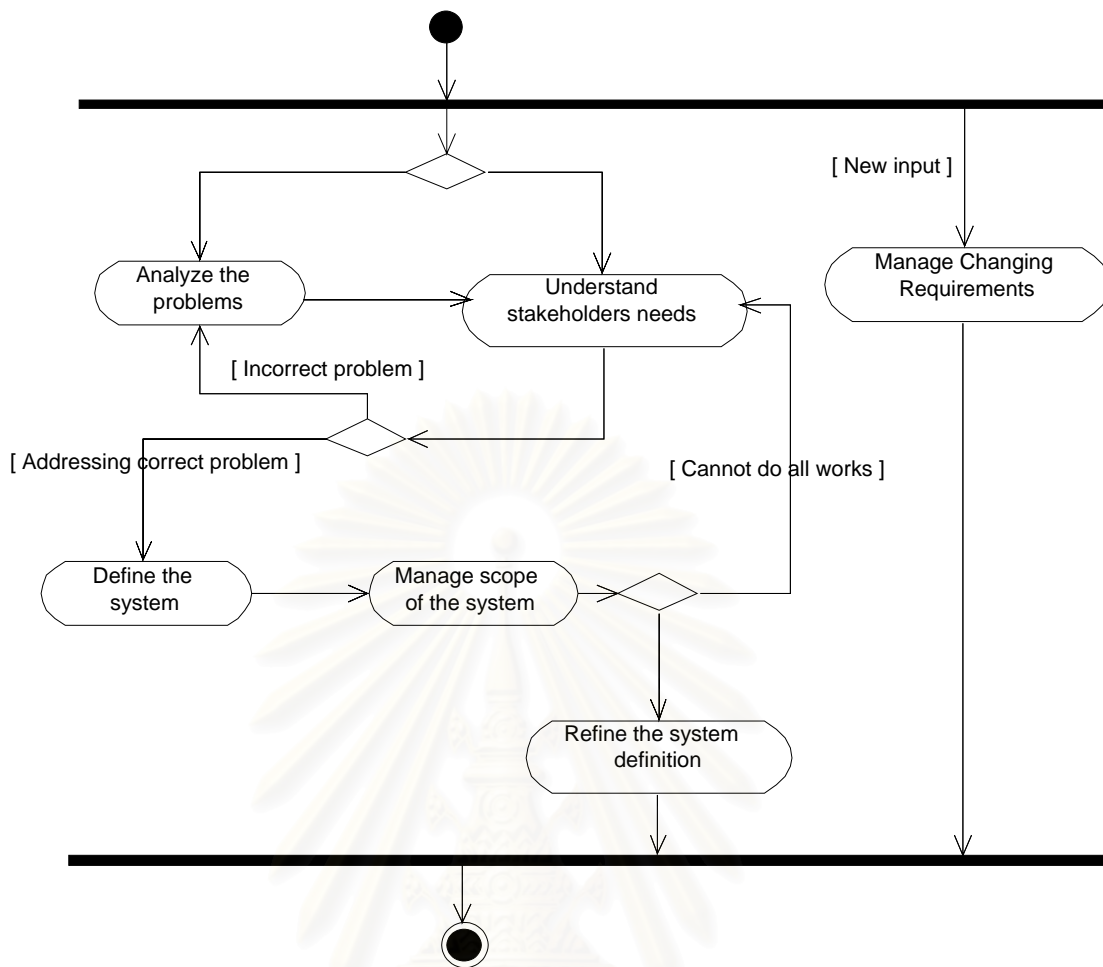 [ New input ]
Analyze the
problems
Understand
stakeholders needs
Manage Changing
Requirements
[ Incorrect problem ]
[ Addressing correct problem ]
[ Cannot do all works ]
Define the
system
Manage scope
of the system
Refine the system
definition